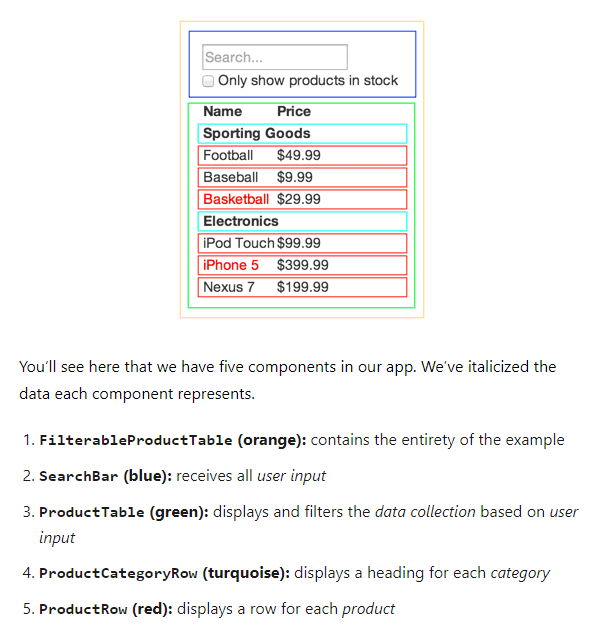 Search...
Only show products in stock
Name Price
Sporting Goods
Football $49.99
Baseball $9.99
Basketball $29.99
Electronics
iPod Touch $99.99
iPhone 5 $399.99
Nexus 7 $199.99
You’ll see here that we have five components in our app. We’ve italicized the
data each component represents.
1. FilterableProductTable (orange): contains the entirety of the example
2. SearchBar (blue): receives all user input
3. ProductTable (green): displays and filters the data collection based on user
input
4. ProductCategoryRow (turquoise): displays a heading for each category
5. ProductRow (red): displays a row for each product